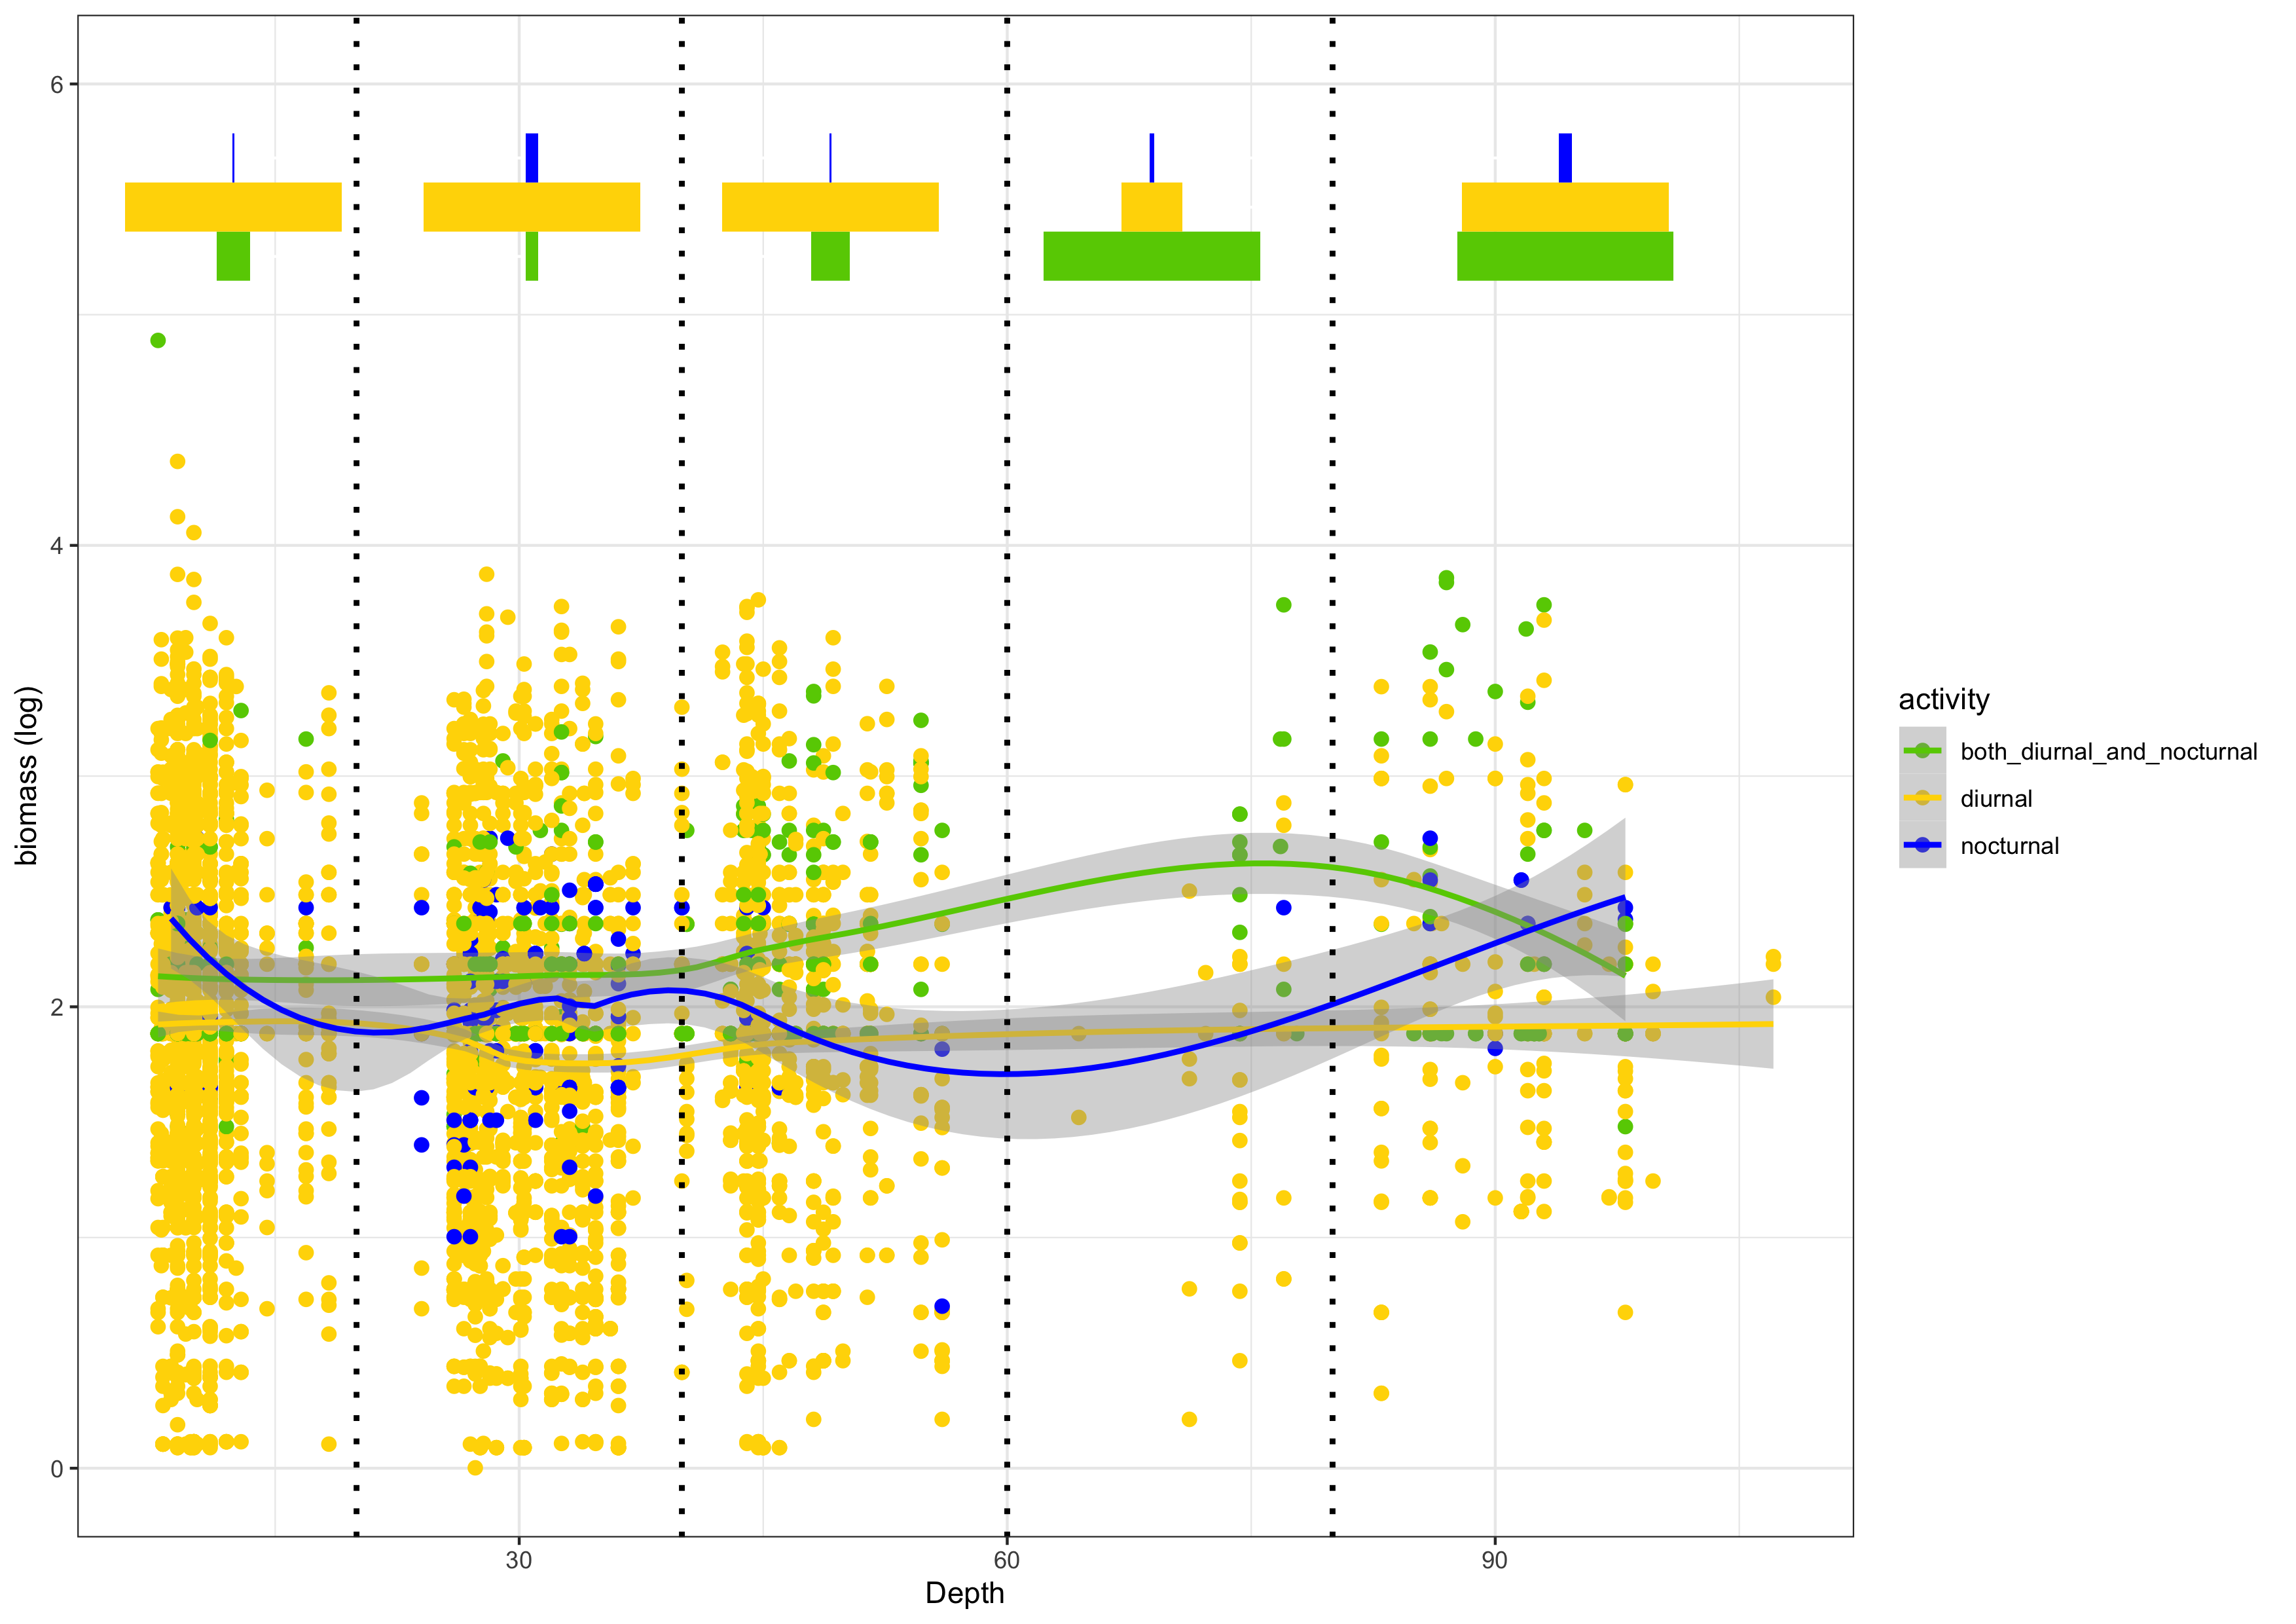 6
4
2
0
biomass (log)
30
60
90
Depth
activity
both_diurnal_and_nocturnal
diurnal
nocturnal